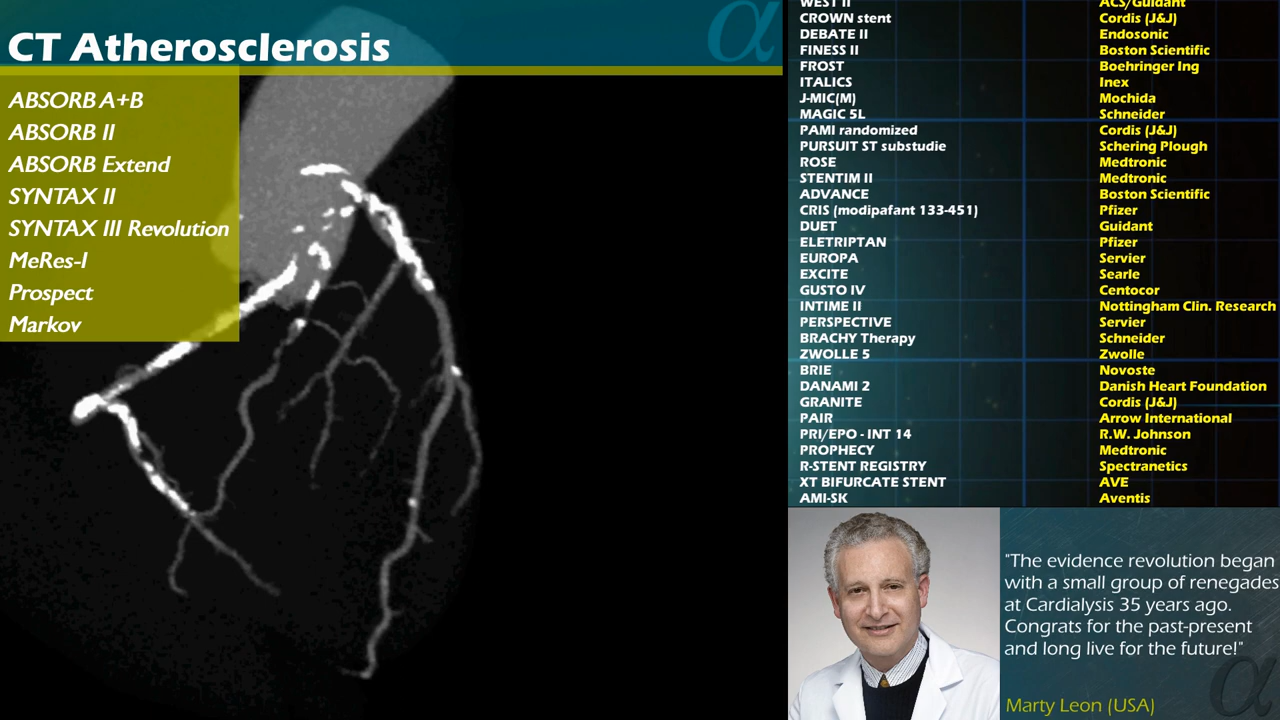 CT Atherosclerosis
α
ABSORB A+B
ABSORB II
ABSORB Extend
SYNTAX II
SYNTAX III Revolution
MeRes-I
Prospect
Markov
WEST II ACS/Guidant
CROWN stent Cordis (J&J)
DEBATE II Endosonic
FINESS II Boston Scientific
FROST Boehringer Ing
ITALICS Inex
J-MIC(M) Mochida
MAGIC 5L Schneider
PAMI randomized Cordis (J&J)
PURSUIT ST substudie Schering Plough
ROSE Medtronic
STENTIM II Medtronic
ADVANCE Boston Scientific
CRIS (modipafant 133-451) Pfizer
DUET Guidant
ELETRIPTAN Pfizer
EUROPA Servier
EXCITE Searle
GUSTO IV Centocor
INTIME II Nottingham Clin. Research
PERSPECTIVE Servier
BRACHY Therapy Schneider
ZWOLLE 5 Zwolle
BRIE Novoste
DANAMI 2 Danish Heart Foundation
GRANITE Cordis (J&J)
PAIR Arrow International
PRI/EPO - INT 14 R.W. Johnson
PROPHECY Medtronic
R-STENT REGISTRY Spectranetics
XT BIFURCATE STENT AVE
AMI-SK Aventis
"The evidence revolution began
with a small group of renegades
at Cardialysis 35 years ago.
Congrats for the past-present
and long live for the future!"
α
Marty Leon (USA)